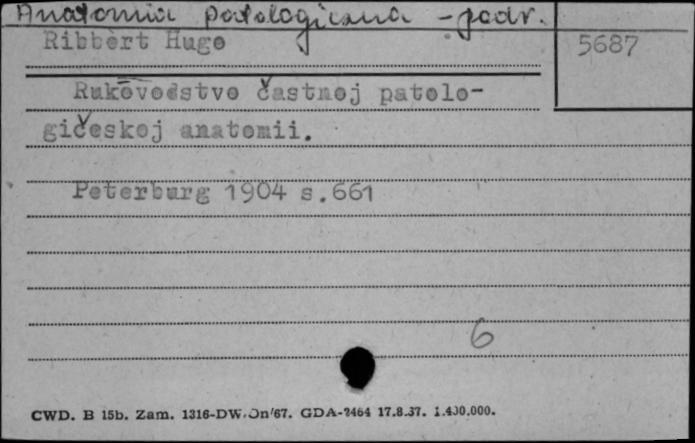 Anatomia patologiczna - podr.
Ribbert Hugo
5687
Rukovodstvo častnoj patolo-
gičeskoj anatomii.
Peterburg 1904 s.661
6
CWD. B 15b. Zam. 1316-DW.On/67. GDA-2464 17.8.37. 1.400.000.